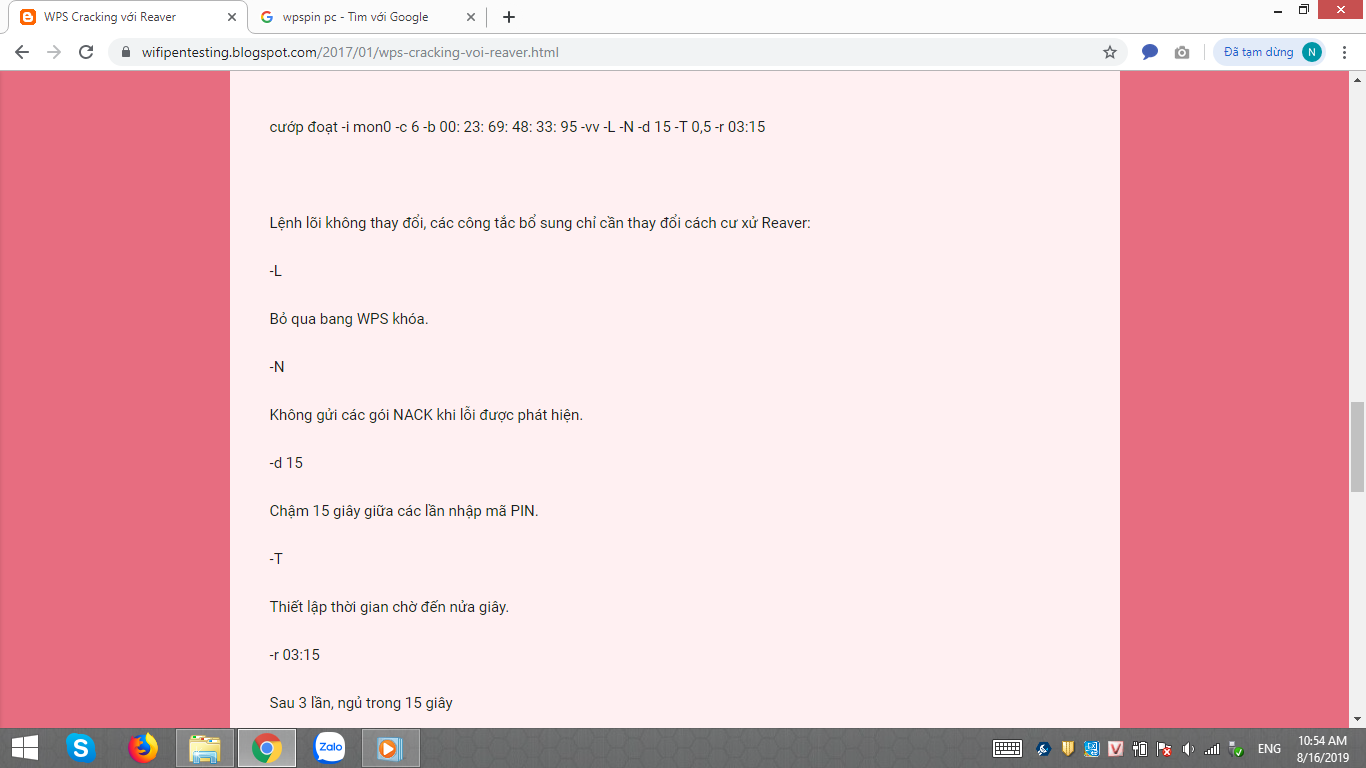 WPS Cracking với Reaver
wpspin pc - Tìm với Google
wifipentesting.blogspot.com/2017/01/wps-cracking-voi-reaver.html
Đã tạm dừng
N
cướp đoạt -i mon0 -c 6 -b 00: 23: 69: 48: 33: 95 -vv -L -N -d 15 -T 0,5 -r 03:15
Lệnh lõi không thay đổi, các công tắc bổ sung chỉ cần thay đổi cách cư xử Reaver:
-L
Bỏ qua bang WPS khóa.
-N
Không gửi các gói NACK khi lỗi được phát hiện.
-d 15
Chậm 15 giây giữa các lần nhập mã PIN.
-T
Thiết lập thời gian chờ đến nửa giây.
-r 03:15
Sau 3 lần, ngủ trong 15 giây
Zalo
V
ENG
10:54 AM
8/16/2019